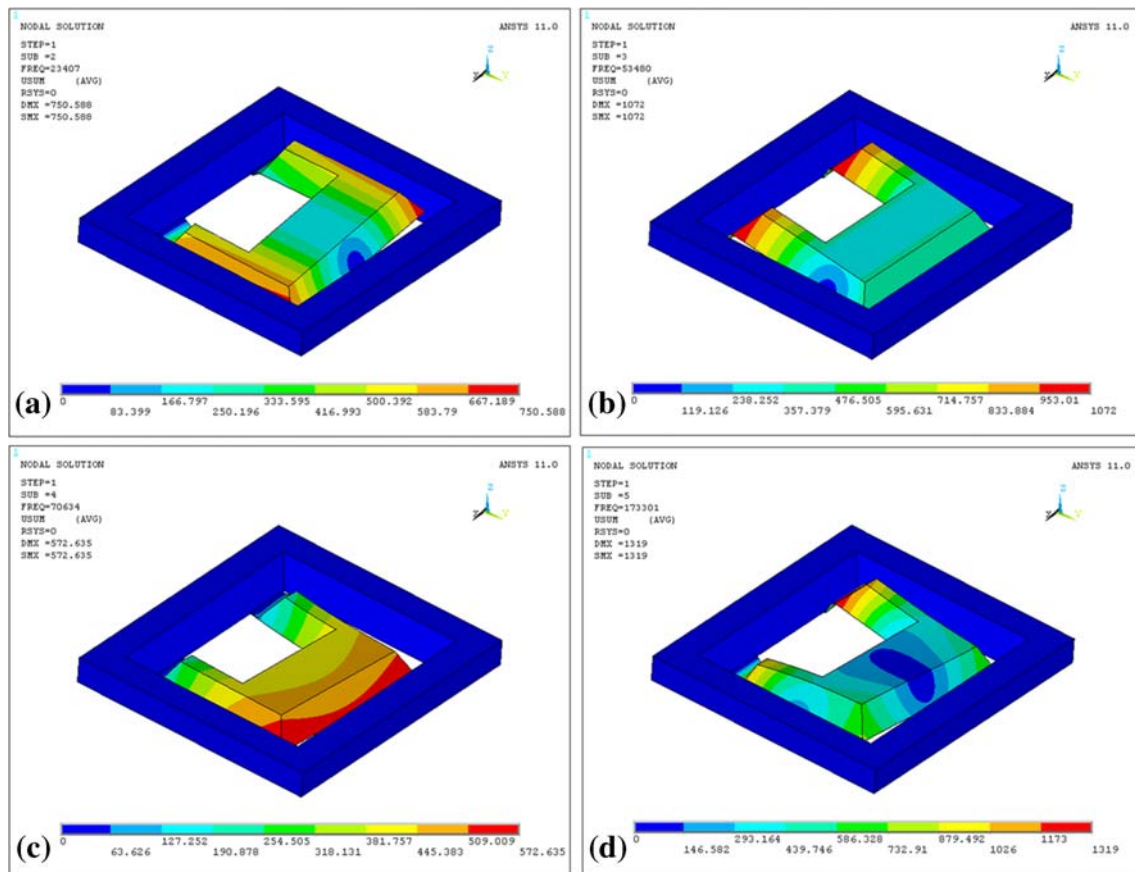 1
NODAL SOLUTION
ANSYS 11.0
STEP=1
SUB =2
FREQ=23407
USUM (AVG)
RSYS=0
DMX =750.588
SMX =750.588
Z
X Y
(a)
0 166.797 333.595 500.392 667.189
83.399 250.196 416.993 583.79 750.588
1
NODAL SOLUTION
ANSYS 11.0
STEP=1
SUB =3
FREQ=53480
USUM (AVG)
RSYS=0
DMX =1072
SMX =1072
Z
X Y
(b)
0 238.252 476.505 714.757 953.01
119.126 357.379 595.631 833.884 1072
1
NODAL SOLUTION
ANSYS 11.0
STEP=1
SUB =4
FREQ=70634
USUM (AVG)
RSYS=0
DMX =572.635
SMX =572.635
Z
X Y
(c)
0 127.252 254.505 381.757 509.009
63.626 190.878 318.131 445.383 572.635
1
NODAL SOLUTION
ANSYS 11.0
STEP=1
SUB =5
FREQ=173301
USUM (AVG)
RSYS=0
DMX =1319
SMX =1319
Z
X Y
(d)
0 293.164 586.328 879.492 1173
146.582 439.746 732.91 1026 1319